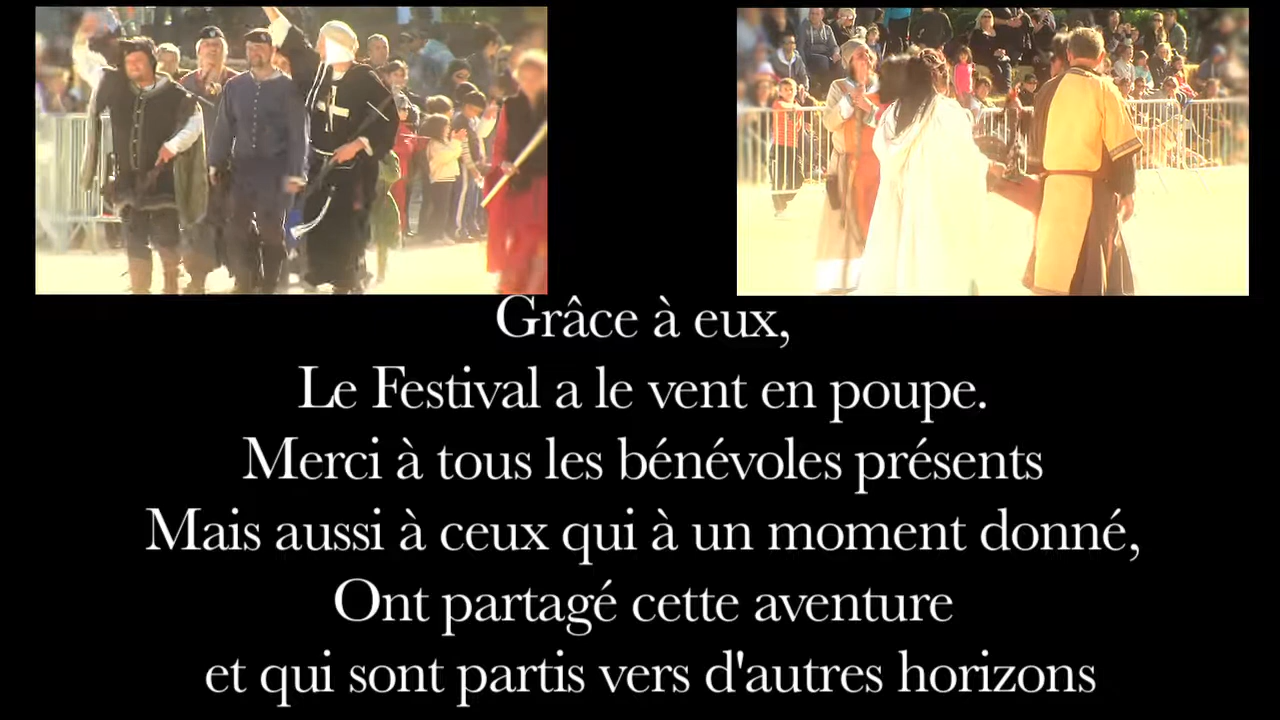 Grâce à eux,
Le Festival a le vent en poupe.
Merci à tous les bénévoles présents
Mais aussi à ceux qui à un moment donné,
Ont partagé cette aventure
et qui sont partis vers d'autres horizons